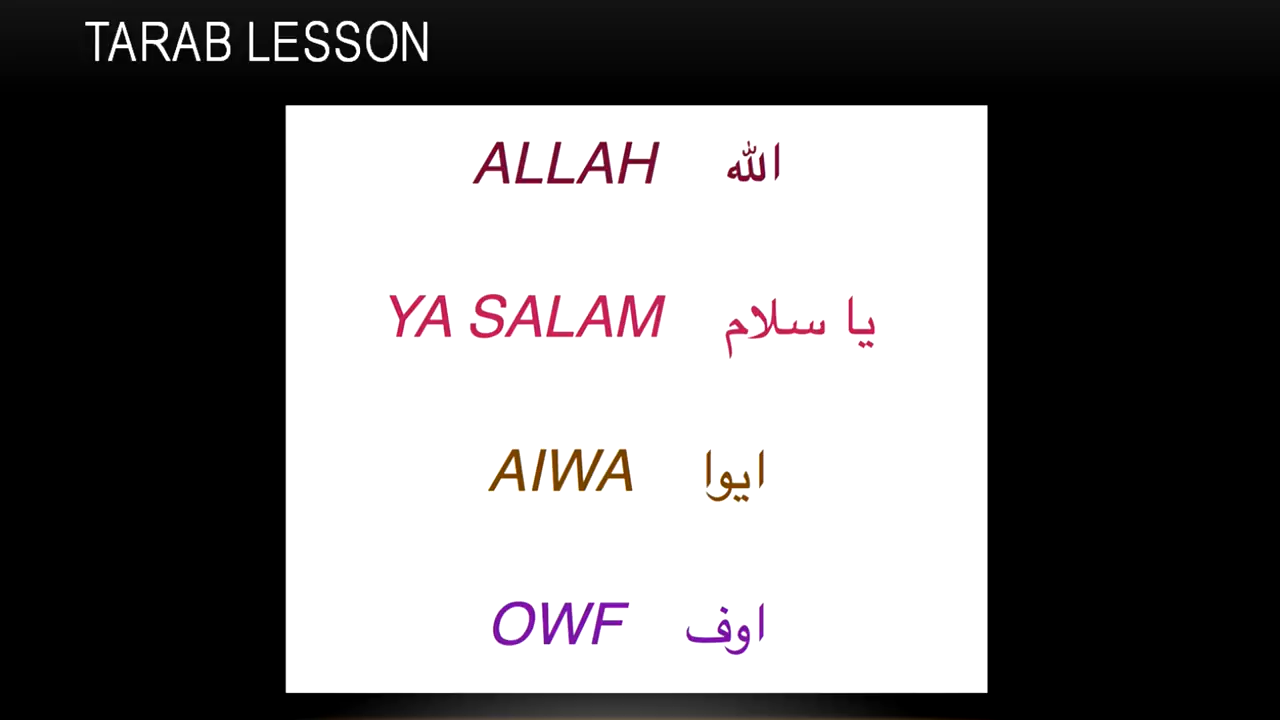 TARAB LESSON
ALLAH الله
YA SALAM يا سلام
AIWA ايوا
OWF اوف